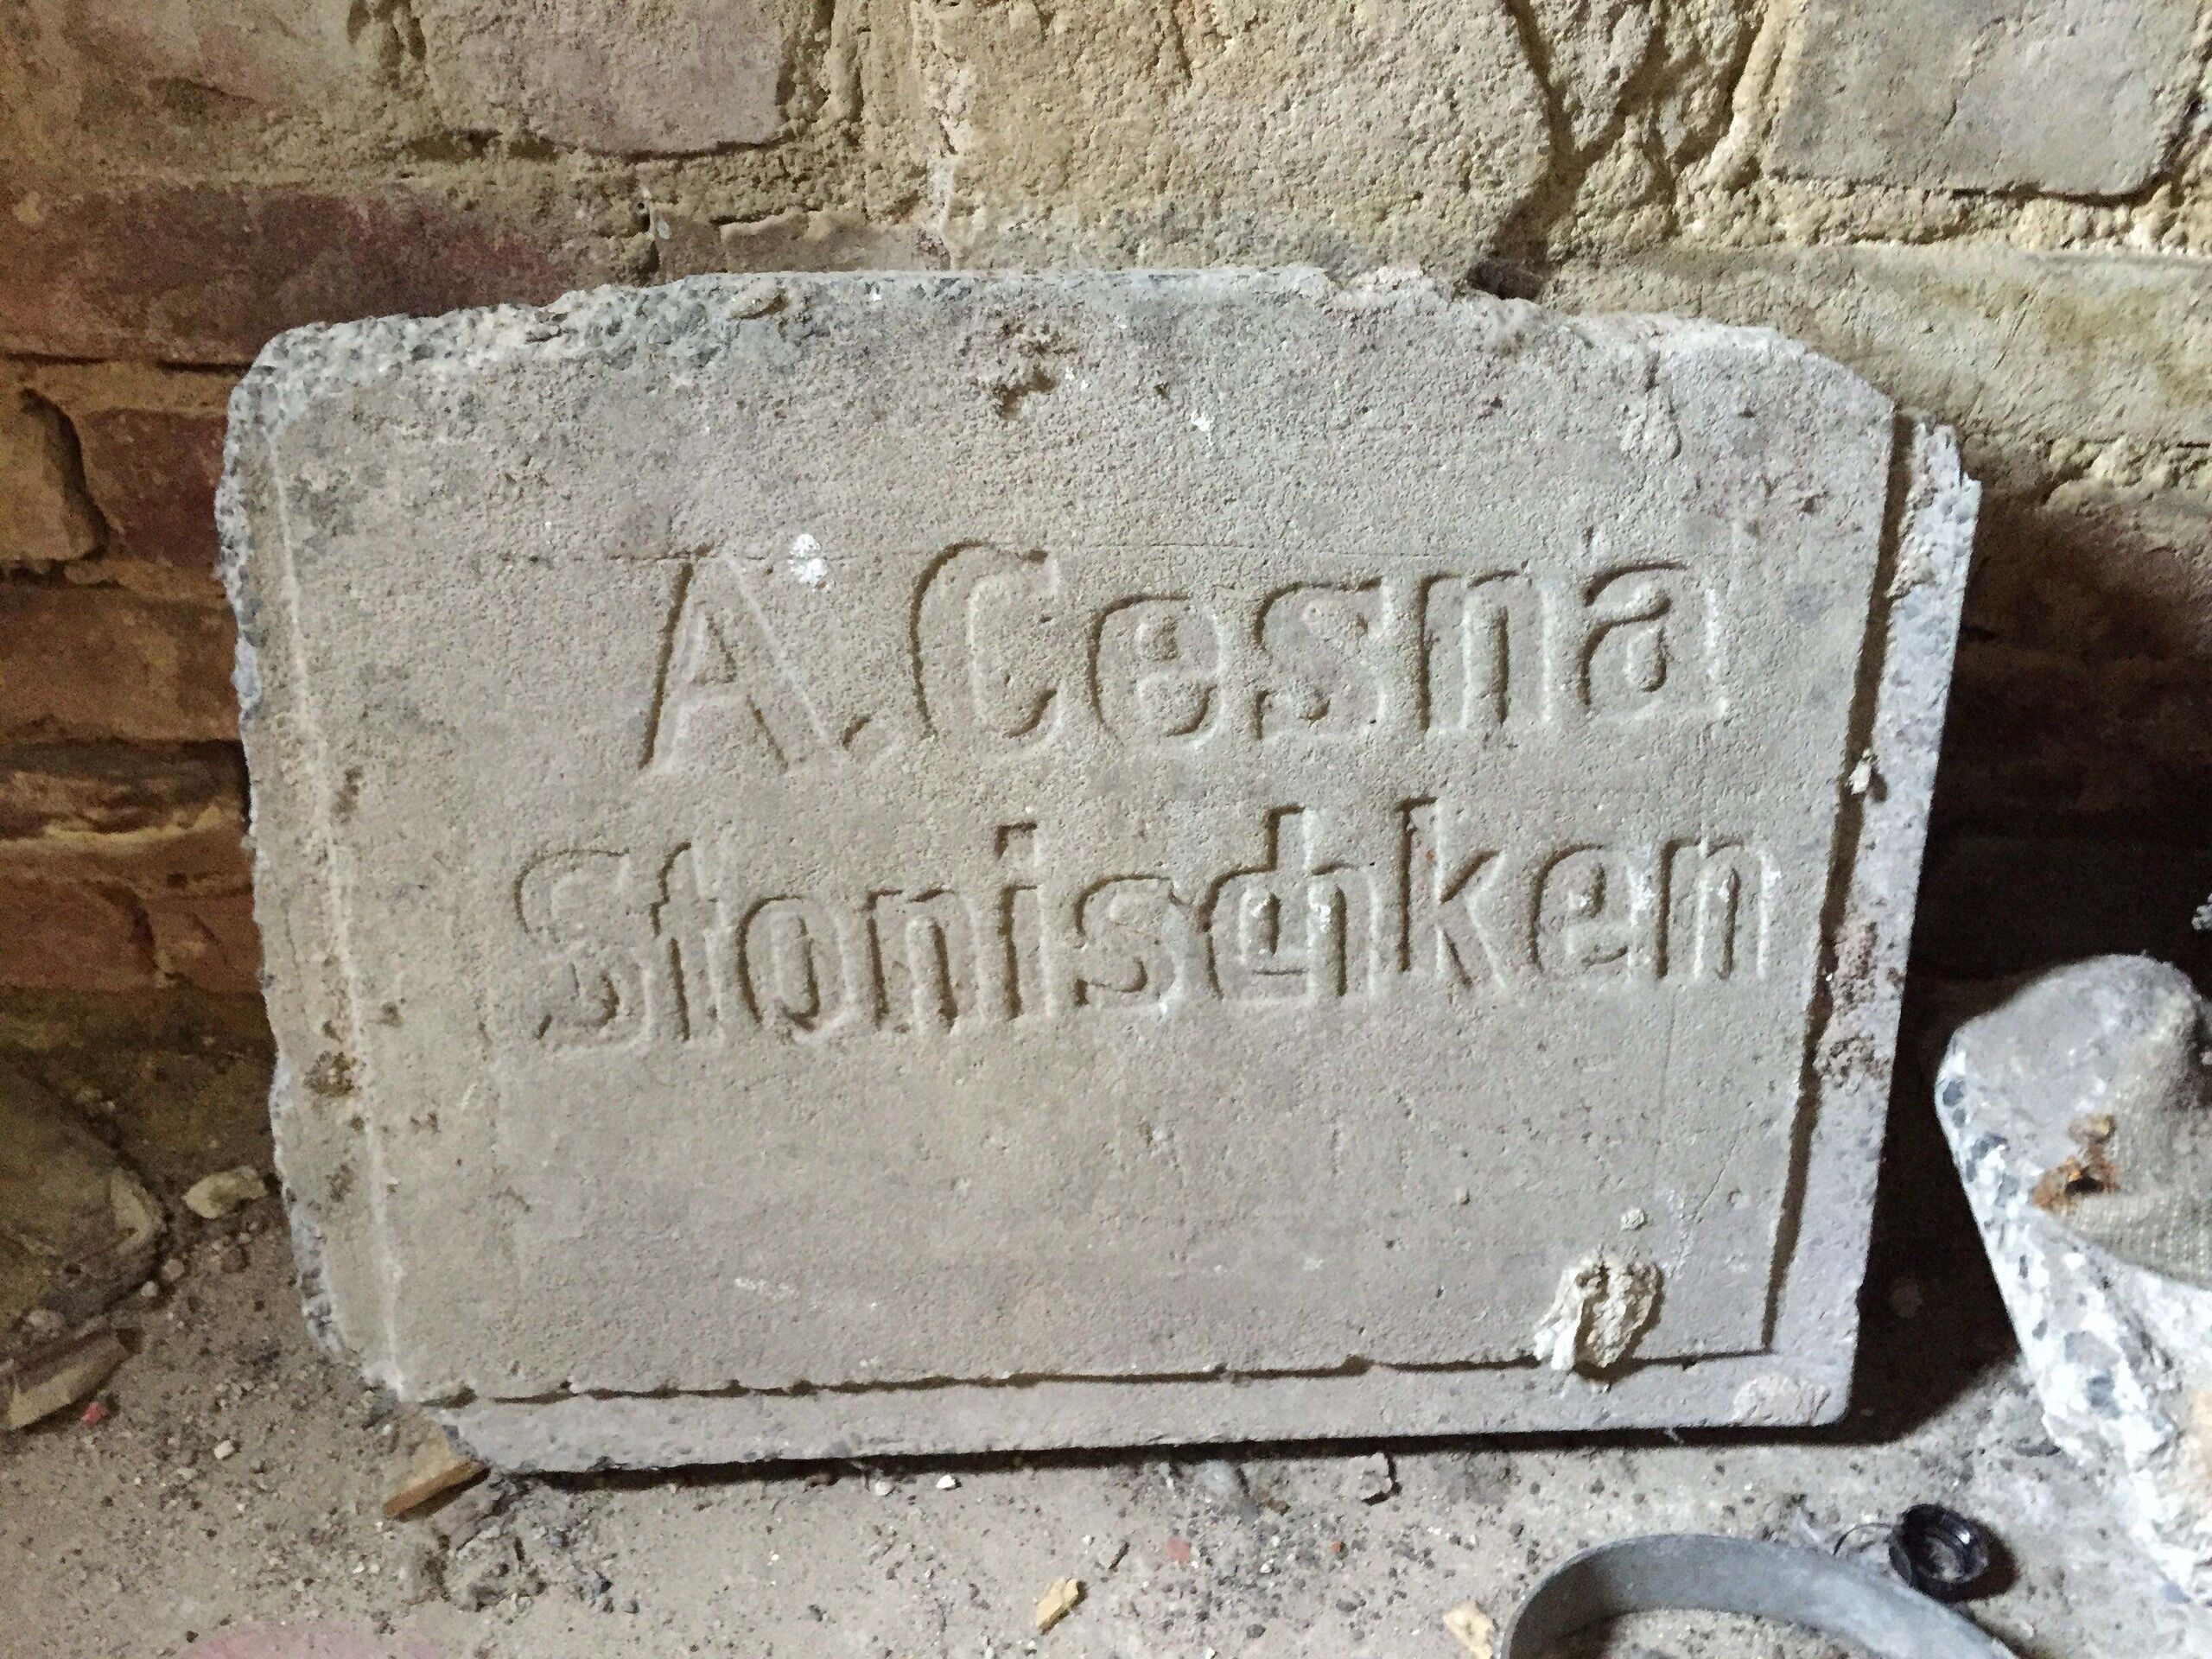 A. Cesna
Stonischken